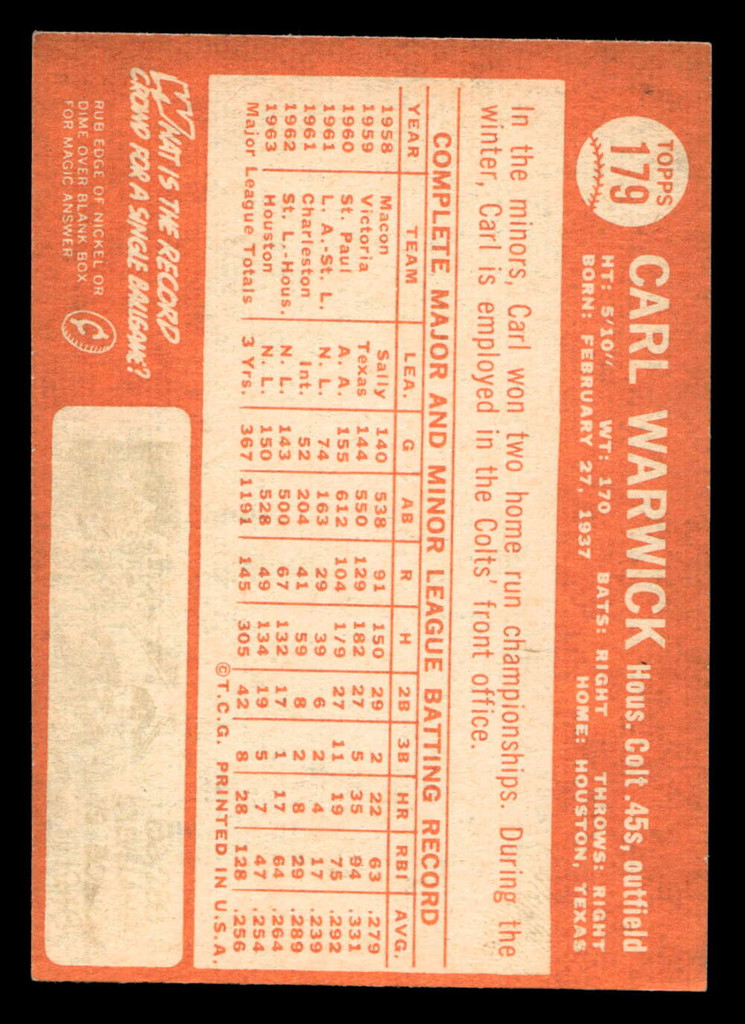 TOPPS
179
CARL WARWICK Hous. Colt .45s, outfield
HT: 5'10" WT: 170 BATS: RIGHT THROWS: RIGHT
BORN: FEBRUARY 27, 1937 HOME: HOUSTON, TEXAS
In the minors, Carl won two home run championships. During the
winter, Carl is employed in the Colts' front office.
COMPLETE MAJOR AND MINOR LEAGUE BATTING RECORD
YEAR TEAM LEA. G AB R H 2B 3B HR RBI AVG.
1958 Macon Sally 140 538 91 150 29 2 22 63 .279
1959 Victoria Texas 144 550 129 182 27 5 35 94 .331
1960 St. Paul A. A. 155 612 104 179 27 11 19 75 .292
1961 L. A.-St. L. N. L. 74 163 29 39 6 2 4 17 .239
1961 Charleston Int. 52 204 41 59 8 2 8 29 .289
1962 St. L.-Hous. N. L. 143 500 67 132 17 1 17 64 .264
1963 Houston N. L. 150 528 49 134 19 5 7 47 .254
Major League Totals 3 Yrs. 367 1191 145 305 42 8 28 128 .256
©T.C.G. PRINTED IN U.S.A.
WHAT IS THE RECORD
CROWD FOR A SINGLE BALLGAME?
RUB EDGE OF NICKEL OR
DIME OVER BLANK BOX
FOR MAGIC ANSWER